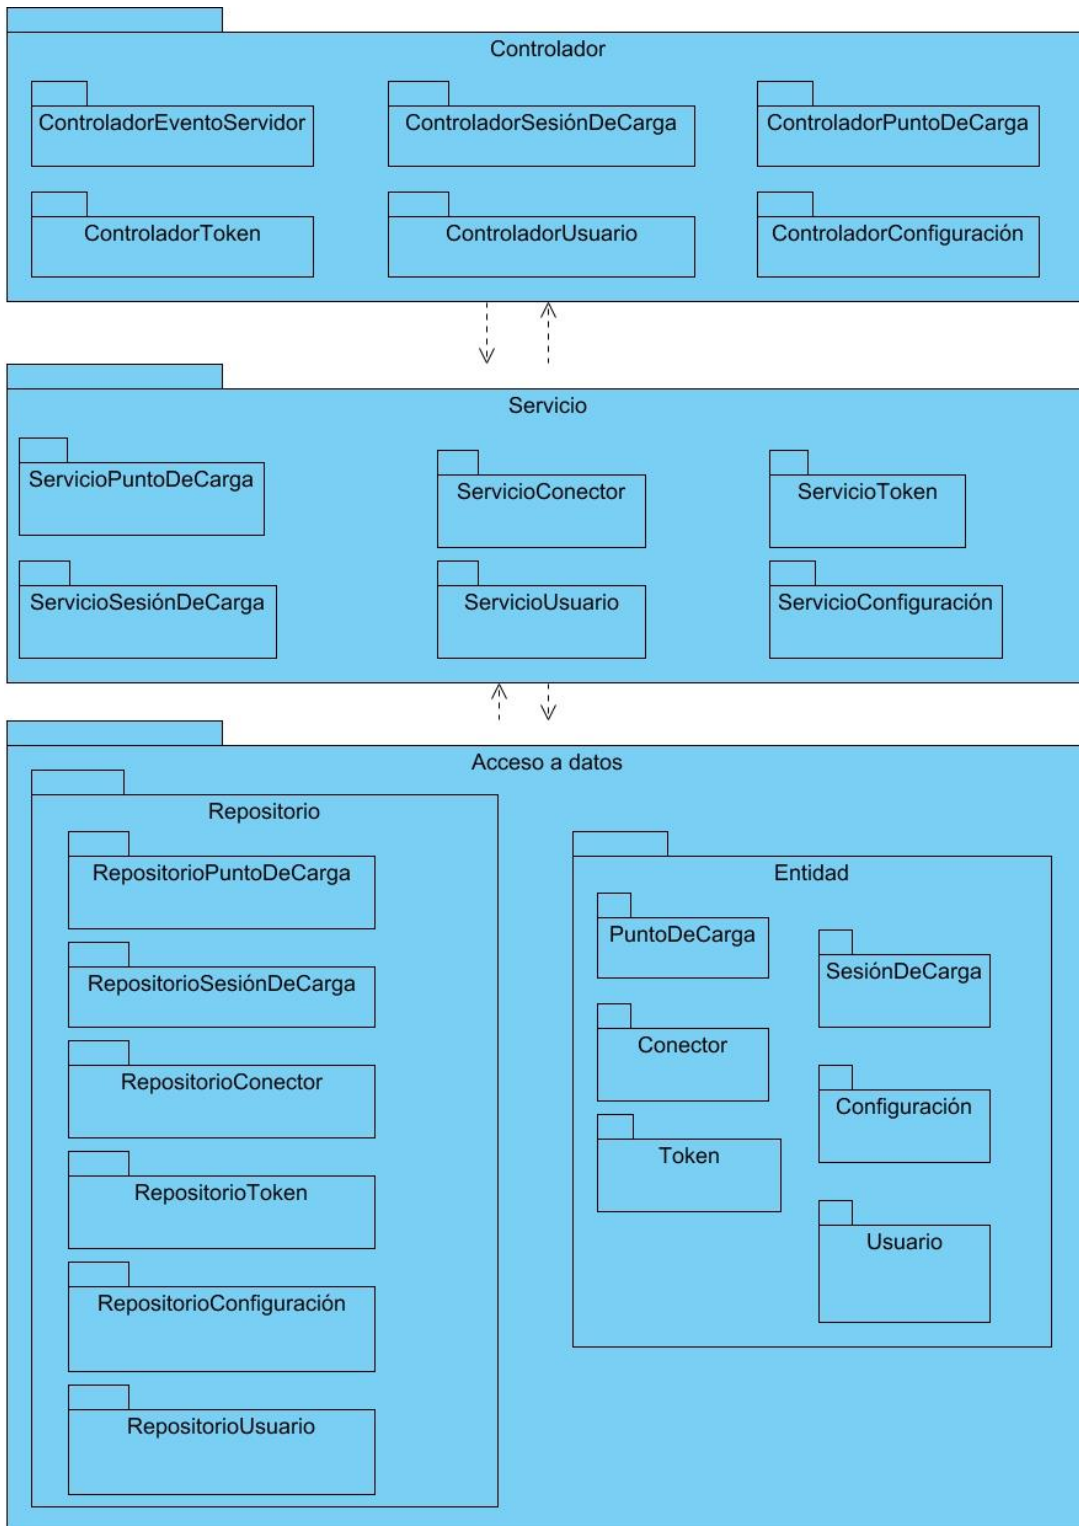 Controlador
ControladorEventoServidor
ControladorSesiónDeCarga
ControladorPuntoDeCarga
ControladorToken
ControladorUsuario
ControladorConfiguración
Servicio
ServicioPuntoDeCarga
ServicioConector
ServicioToken
ServicioSesiónDeCarga
ServicioUsuario
ServicioConfiguración
Acceso a datos
Repositorio
RepositorioPuntoDeCarga
RepositorioSesiónDeCarga
RepositorioConector
RepositorioToken
RepositorioConfiguración
RepositorioUsuario
Entidad
PuntoDeCarga
SesiónDeCarga
Conector
Configuración
Token
Usuario